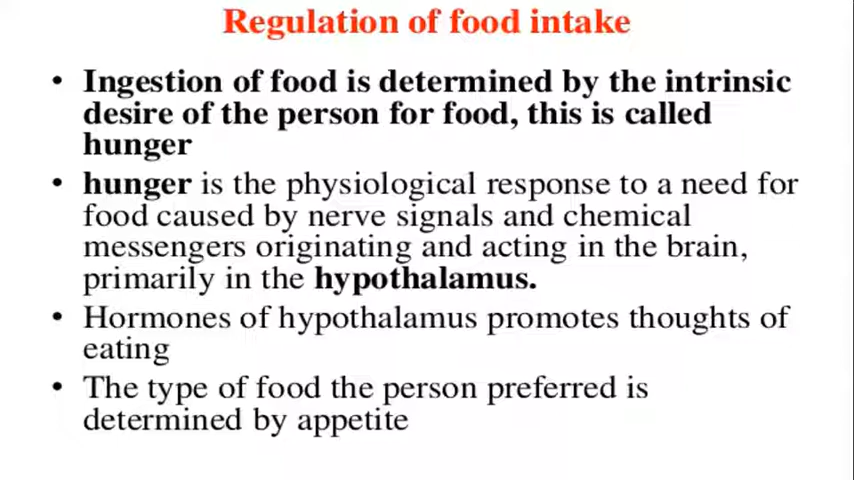 Regulation of food intake
• Ingestion of food is determined by the intrinsic
desire of the person for food, this is called
hunger
• hunger is the physiological response to a need for
food caused by nerve signals and chemical
messengers originating and acting in the brain,
primarily in the hypothalamus.
• Hormones of hypothalamus promotes thoughts of
eating
• The type of food the person preferred is
determined by appetite